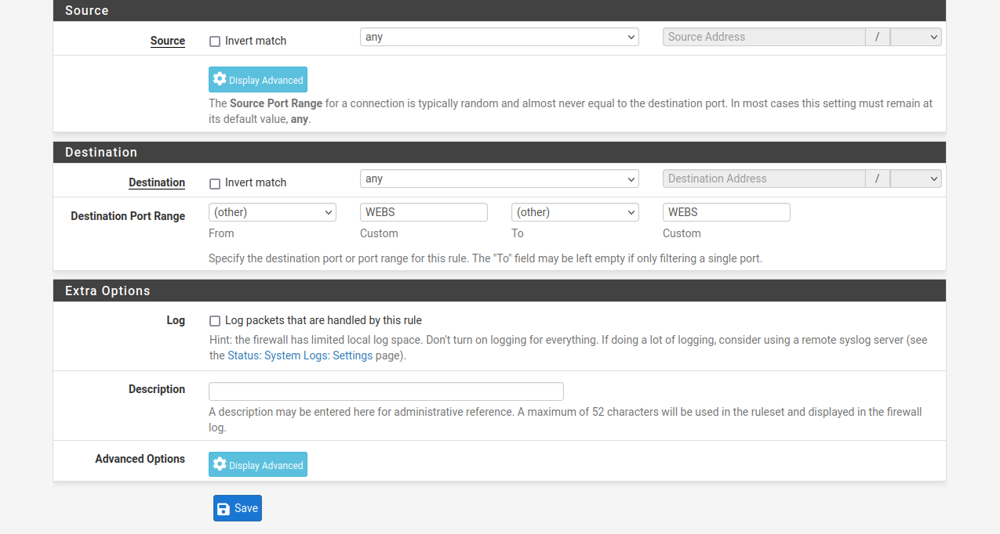 Source
Source Invert match any Source Address /
Display Advanced
The Source Port Range for a connection is typically random and almost never equal to the destination port. In most cases this setting must remain at
its default value, any.
Destination
Destination Invert match any Destination Address /
Destination Port Range (other) WEBS (other) WEBS
From Custom To Custom
Specify the destination port or port range for this rule. The "To" field may be left empty if only filtering a single port.
Extra Options
Log Log packets that are handled by this rule
Hint: the firewall has limited local log space. Don't turn on logging for everything. If doing a lot of logging, consider using a remote syslog server (see
the Status: System Logs: Settings page).
Description
A description may be entered here for administrative reference. A maximum of 52 characters will be used in the ruleset and displayed in the firewall
log.
Advanced Options Display Advanced
Save